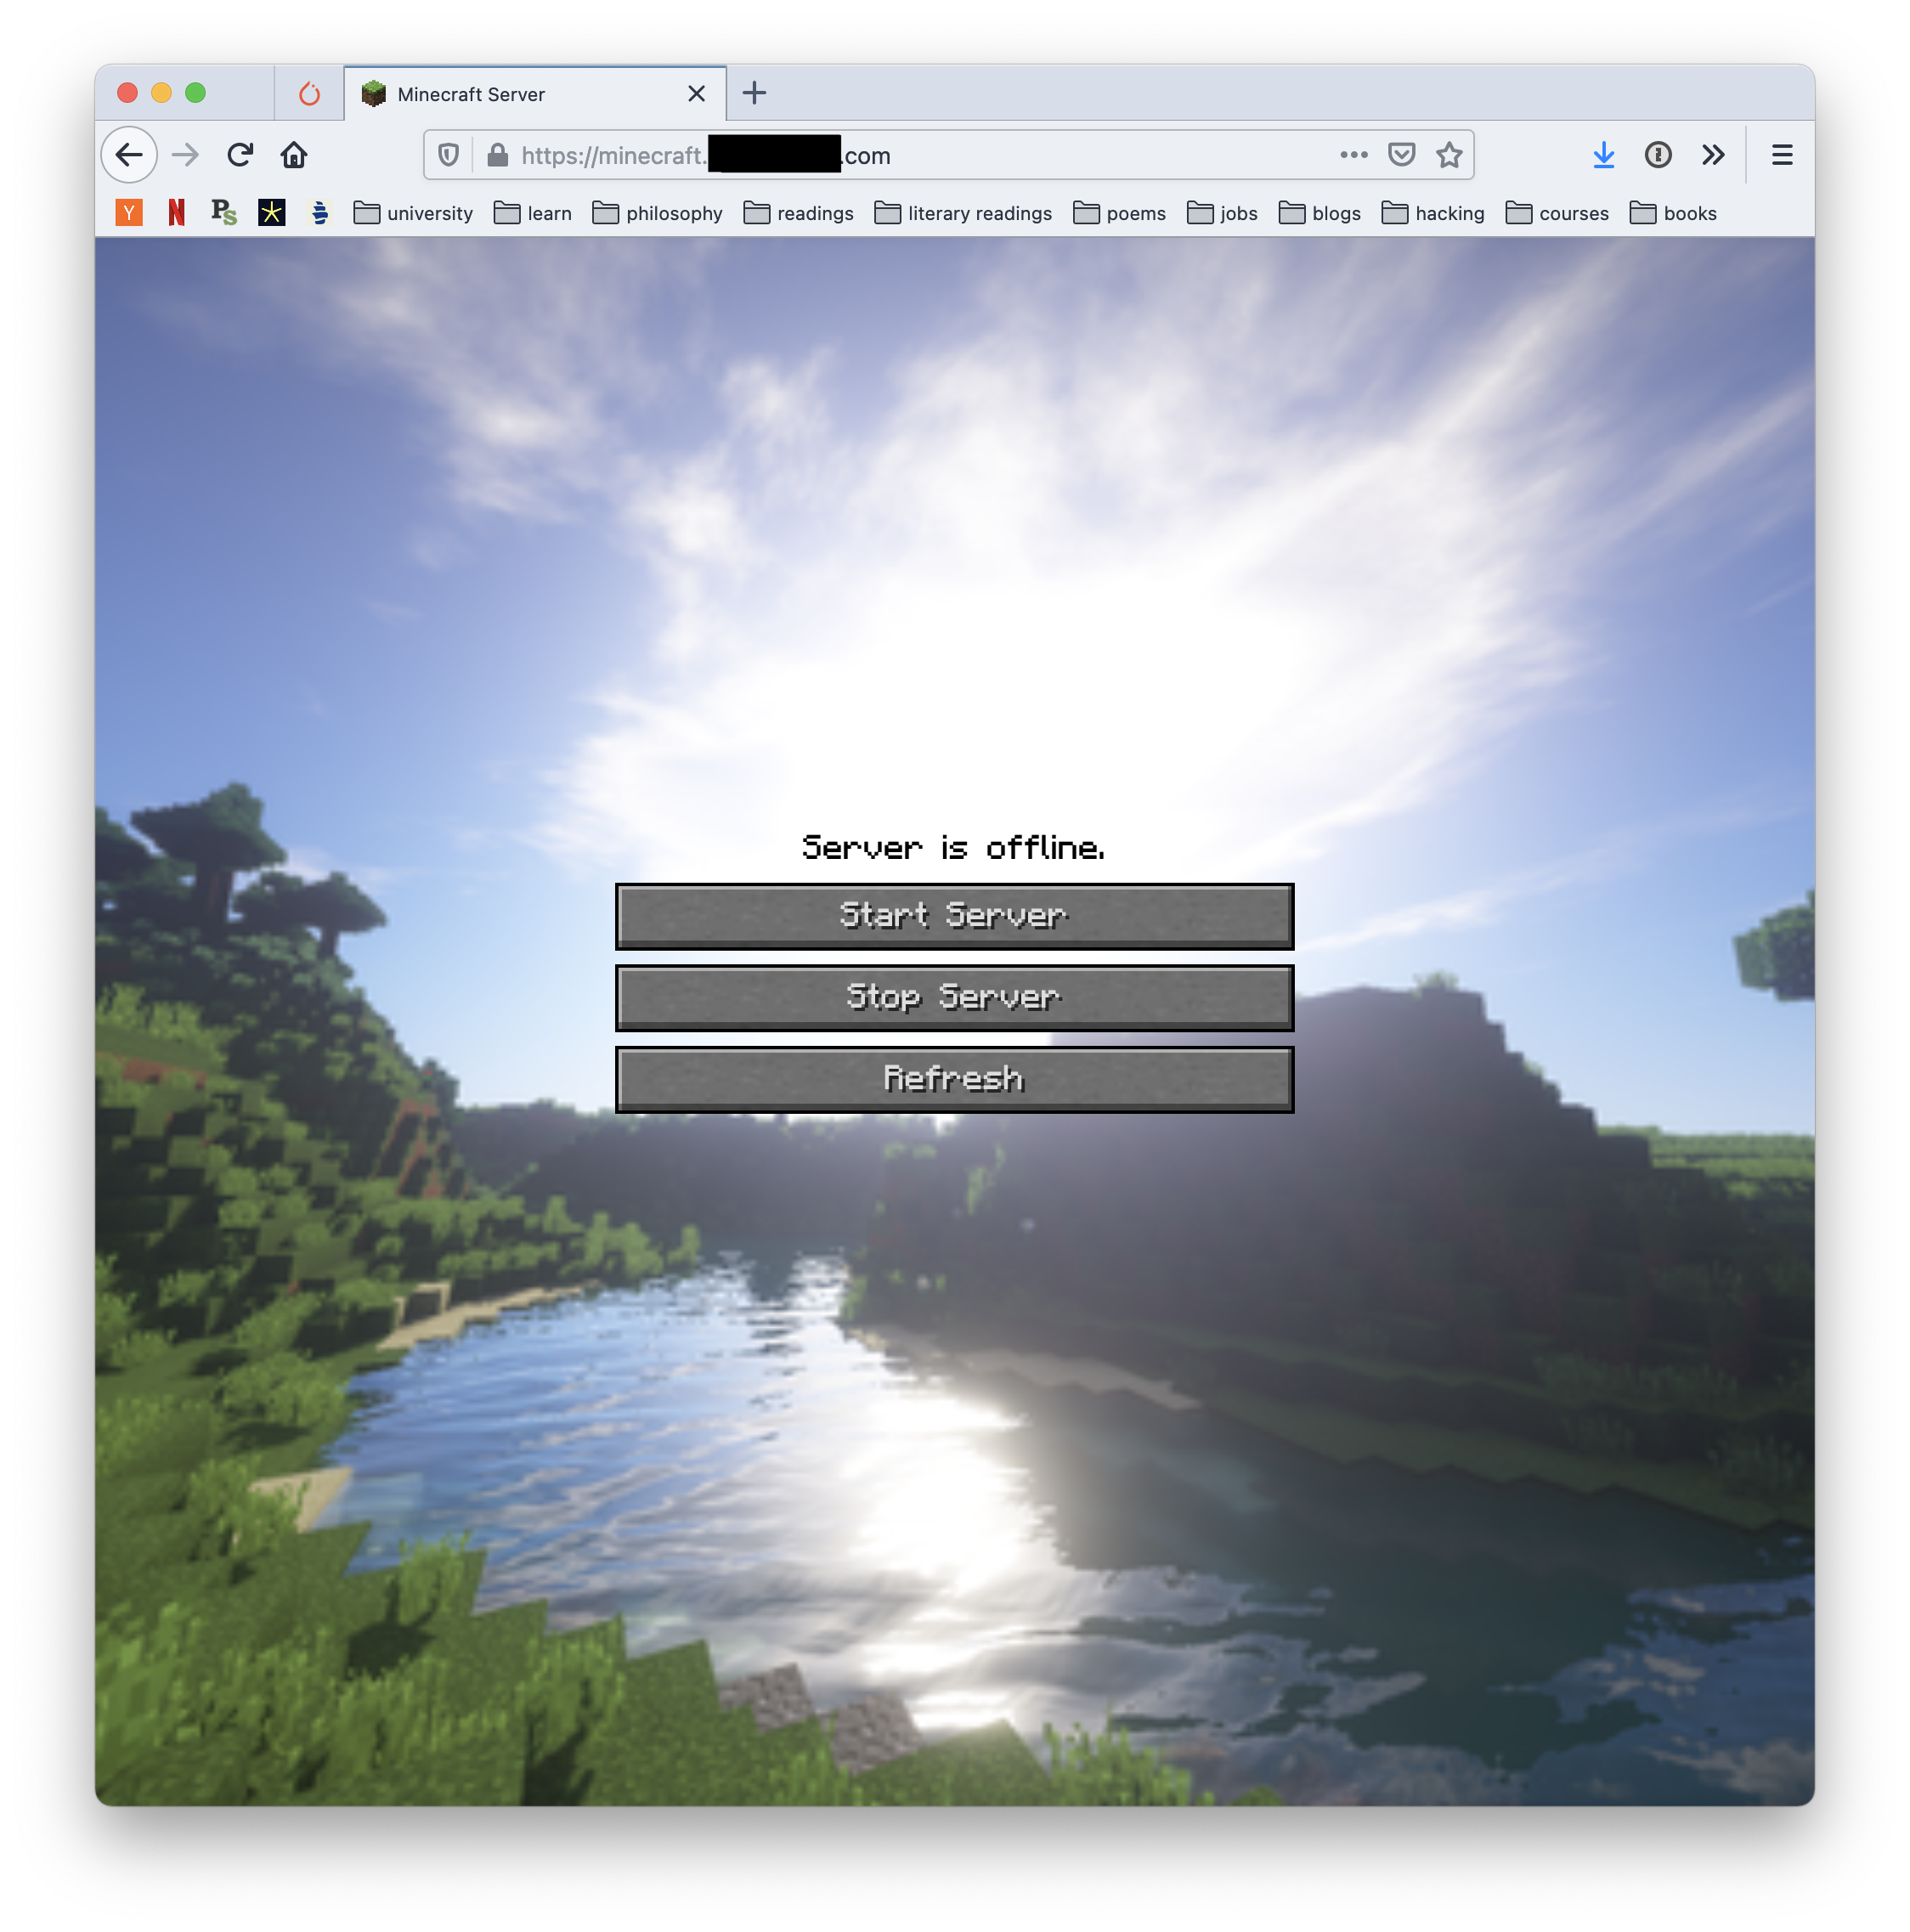 Minecraft Server
https://minecraft.
.com
Y N PS university learn philosophy readings literary readings poems jobs blogs hacking courses books
Server is offline.
Start Server
Stop Server
Refresh